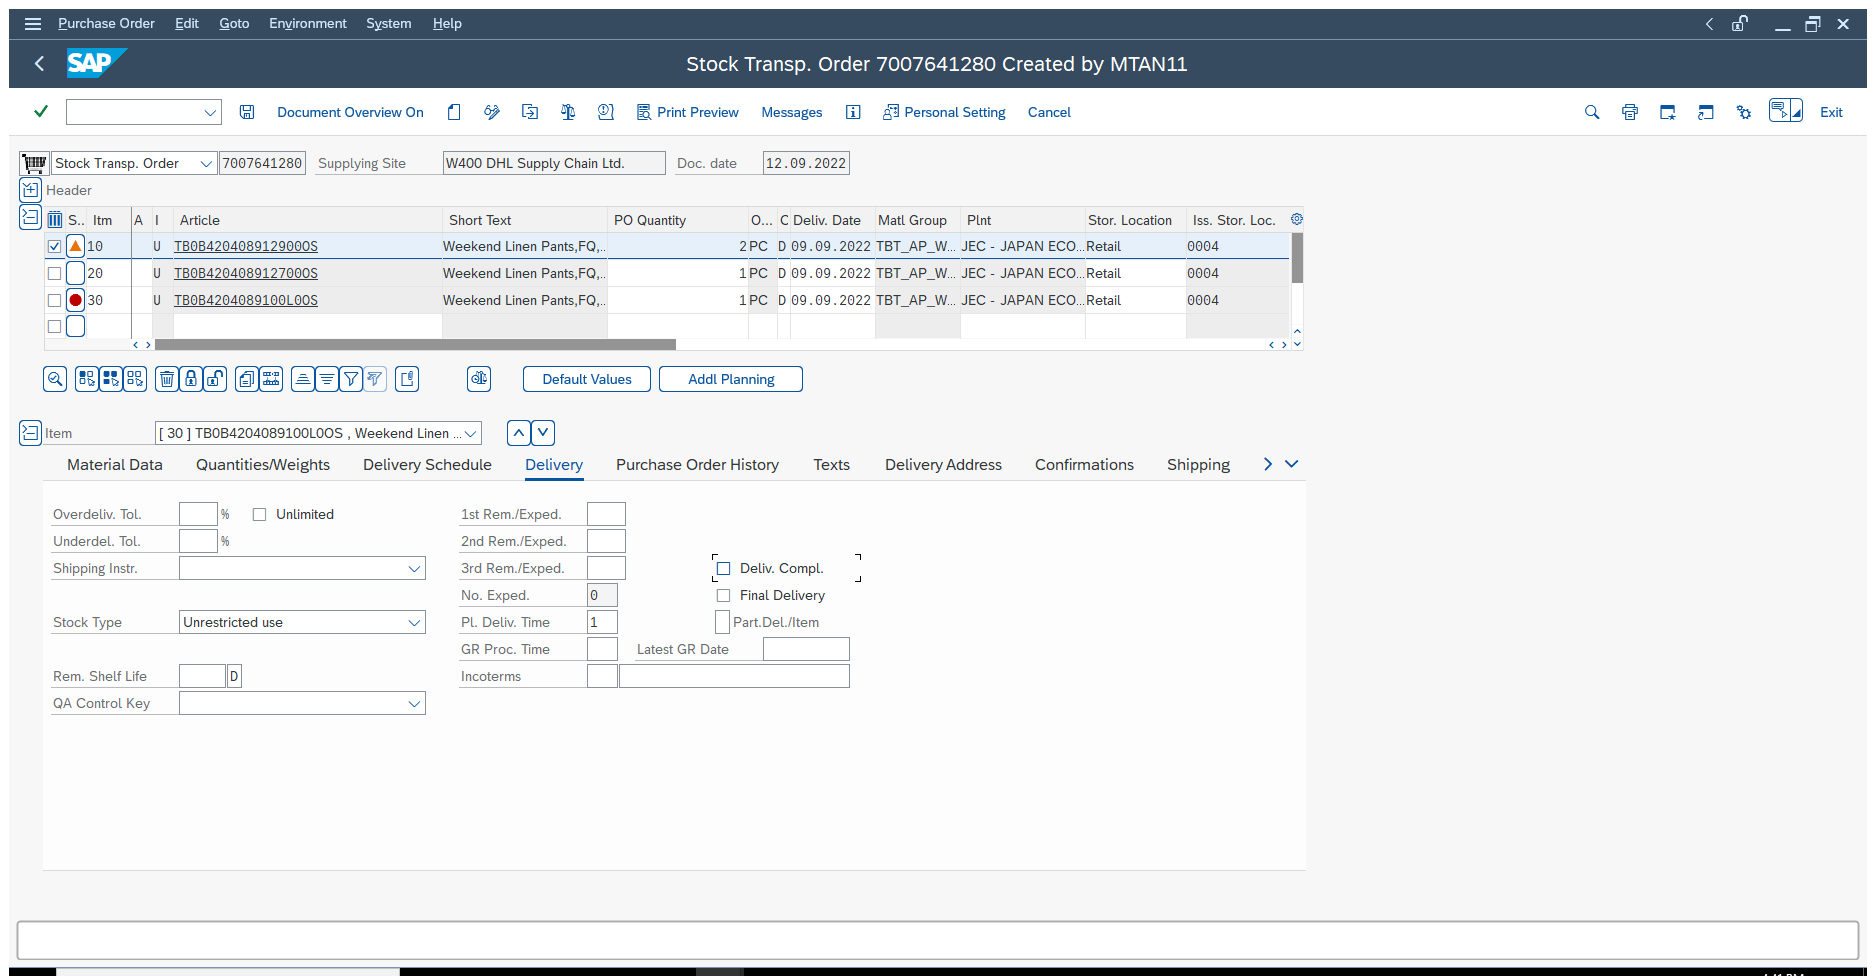 Purchase Order Edit Goto Environment System Help
SAP Stock Transp. Order 7007641280 Created by MTAN11
Document Overview On Print Preview Messages Personal Setting Cancel Exit
Stock Transp. Order 7007641280 Supplying Site W400 DHL Supply Chain Ltd. Doc. date 12.09.2022
Header
S.. Itm A I Article Short Text PO Quantity O... C Deliv. Date Matl Group Plnt Stor. Location Iss. Stor. Loc.
10 U TB0B420408912900OS Weekend Linen Pants,FQ,.. 2 PC D 09.09.2022 TBT_AP_W... JEC - JAPAN ECO... Retail 0004
20 U TB0B420408912700OS Weekend Linen Pants,FQ,.. 1 PC D 09.09.2022 TBT_AP_W... JEC - JAPAN ECO... Retail 0004
30 U TB0B4204089100L0OS Weekend Linen Pants,FQ,.. 1 PC D 09.09.2022 TBT_AP_W... JEC - JAPAN ECO... Retail 0004
Default Values Addl Planning
Item [ 30 ] TB0B4204089100L0OS , Weekend Linen ...
Material Data Quantities/Weights Delivery Schedule Delivery Purchase Order History Texts Delivery Address Confirmations Shipping
Overdeliv. Tol. % Unlimited 1st Rem./Exped.
Underdel. Tol. % 2nd Rem./Exped.
Shipping Instr. 3rd Rem./Exped. Deliv. Compl.
No. Exped. 0 Final Delivery
Stock Type Unrestricted use Pl. Deliv. Time 1 Part.Del./Item
GR Proc. Time Latest GR Date
Rem. Shelf Life D Incoterms
QA Control Key